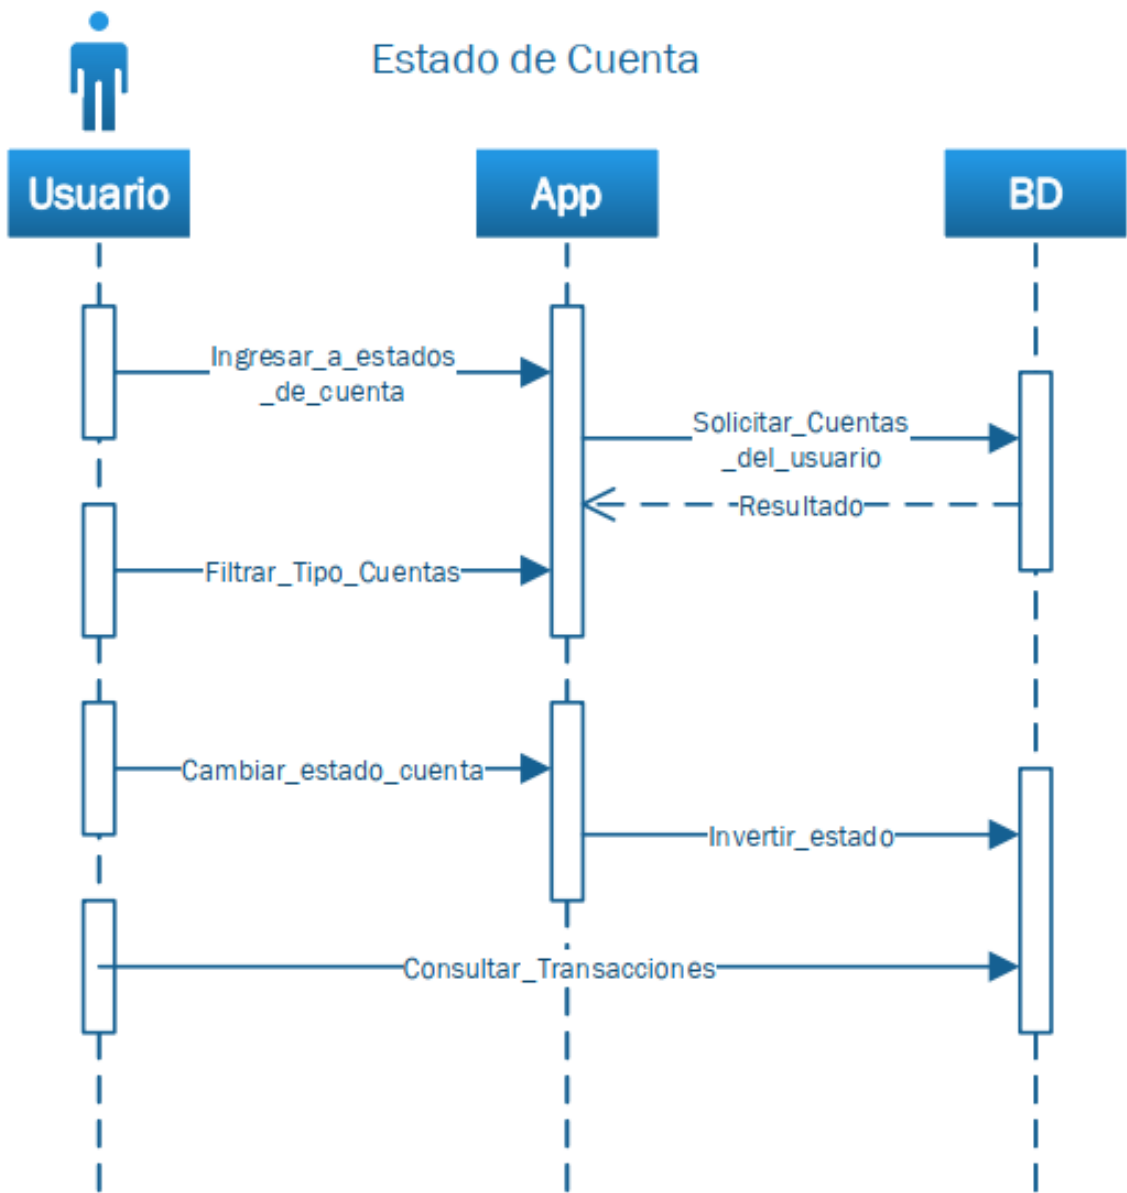 Estado de Cuenta
Usuario
App
BD
Ingresar_a_estados
_de_cuenta
Solicitar_Cuentas
_del_usuario
Resultado
Filtrar_Tipo_Cuentas
Cambiar_estado_cuenta
Invertir_estado
Consultar_Transacciones